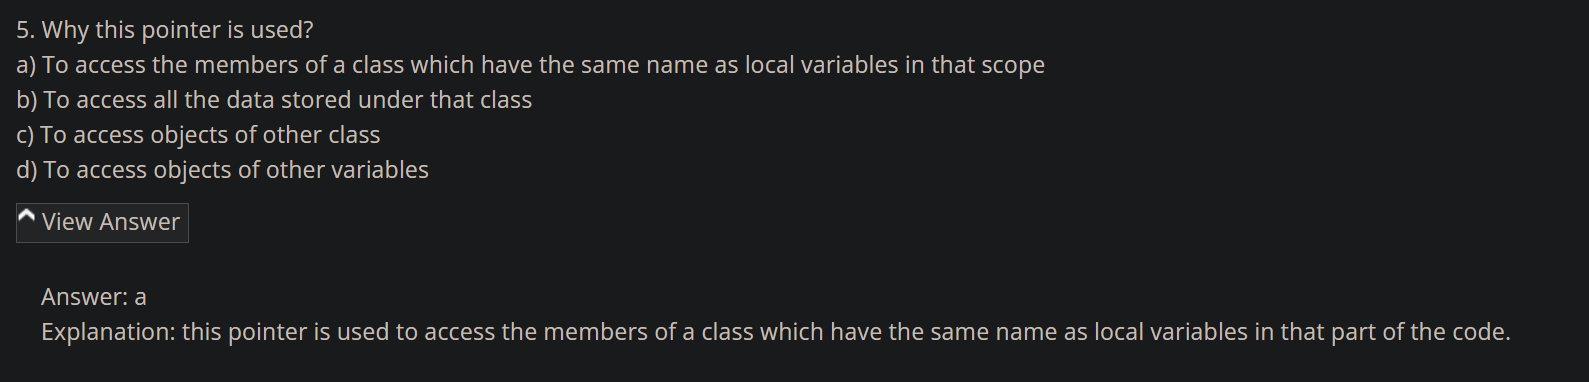 5. Why this pointer is used?
a) To access the members of a class which have the same name as local variables in that scope
b) To access all the data stored under that class
c) To access objects of other class
d) To access objects of other variables
View Answer
Answer: a
Explanation: this pointer is used to access the members of a class which have the same name as local variables in that part of the code.